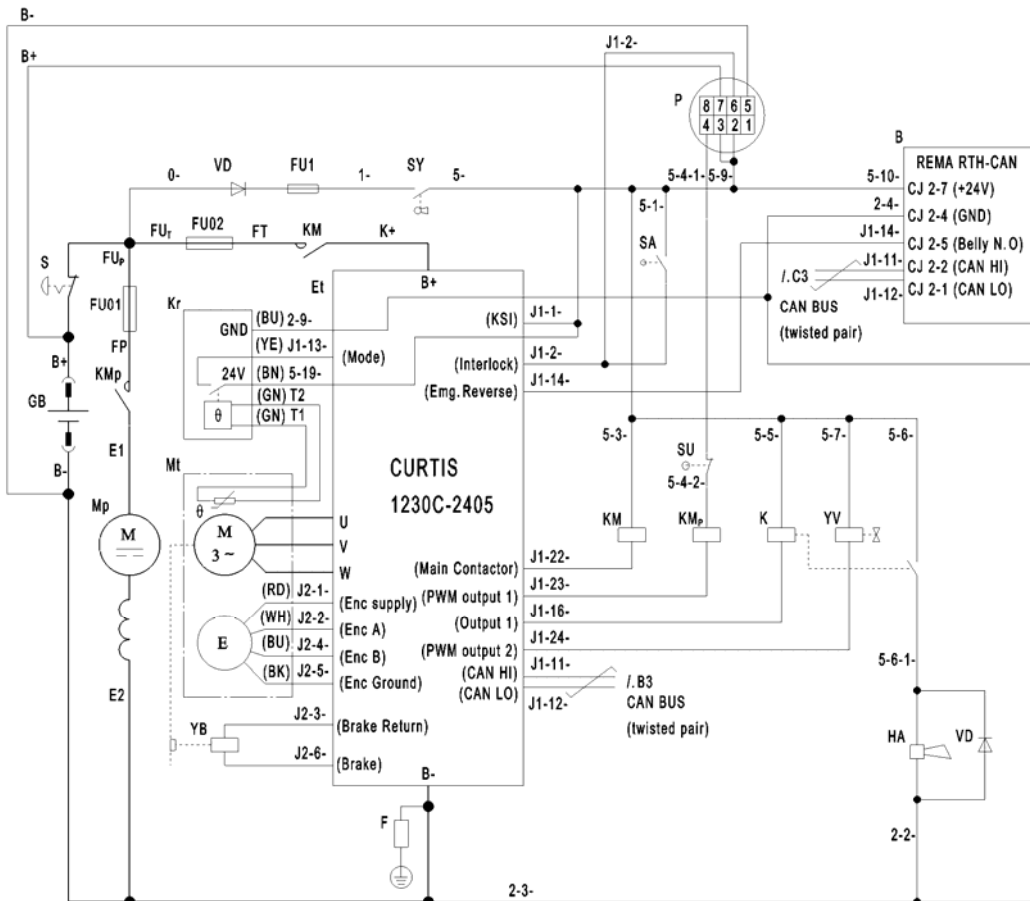 B-
J1-2-
B+
P
8 7 6 5
4 3 2 1
B
REMA RTH-CAN
0-
VD
FU1
1-
SY
5-
5-4-1-
5-9-
5-10-
CJ 2-7 (+24V)
5-1-
2-4-
CJ 2-4 (GND)
FU02
FUT
FT
KM
K+
J1-14-
CJ 2-5 (Belly N.O)
S
FUP
SA
/.C3
J1-11-
CJ 2-2 (CAN HI)
Et
B+
J1-12-
CJ 2-1 (CAN LO)
CAN BUS
(twisted pair)
FU01
Kr
GND
(BU) 2-9-
(KSI)
J1-1-
FP
(YE) J1-13-
(Mode)
J1-2-
(Interlock)
B+
KMp
24V
(BN) 5-19-
J1-14-
(Emg.Reverse)
GB
θ
(GN) T2
(GN) T1
E1
5-3-
SU
5-5-
5-7-
5-6-
B-
Mt
CURTIS
1230C-2405
5-4-2-
Mp
θ
KM
KMP
K
YV
M
M
3 ~
U
V
W
J1-22-
(Main Contactor)
J1-23-
(PWM output 1)
(RD) J2-1-
(Enc supply)
J1-16-
(Output 1)
(WH) J2-2-
(Enc A)
J1-24-
(PWM output 2)
E
(BU) J2-4-
(Enc B)
J1-11-
(CAN HI)
(BK) J2-5-
(Enc Ground)
(CAN LO)
J1-12-
/.B3
CAN BUS
(twisted pair)
5-6-1-
E2
J2-3-
(Brake Return)
YB
J2-6-
(Brake)
HA
VD
B-
F
2-2-
2-3-